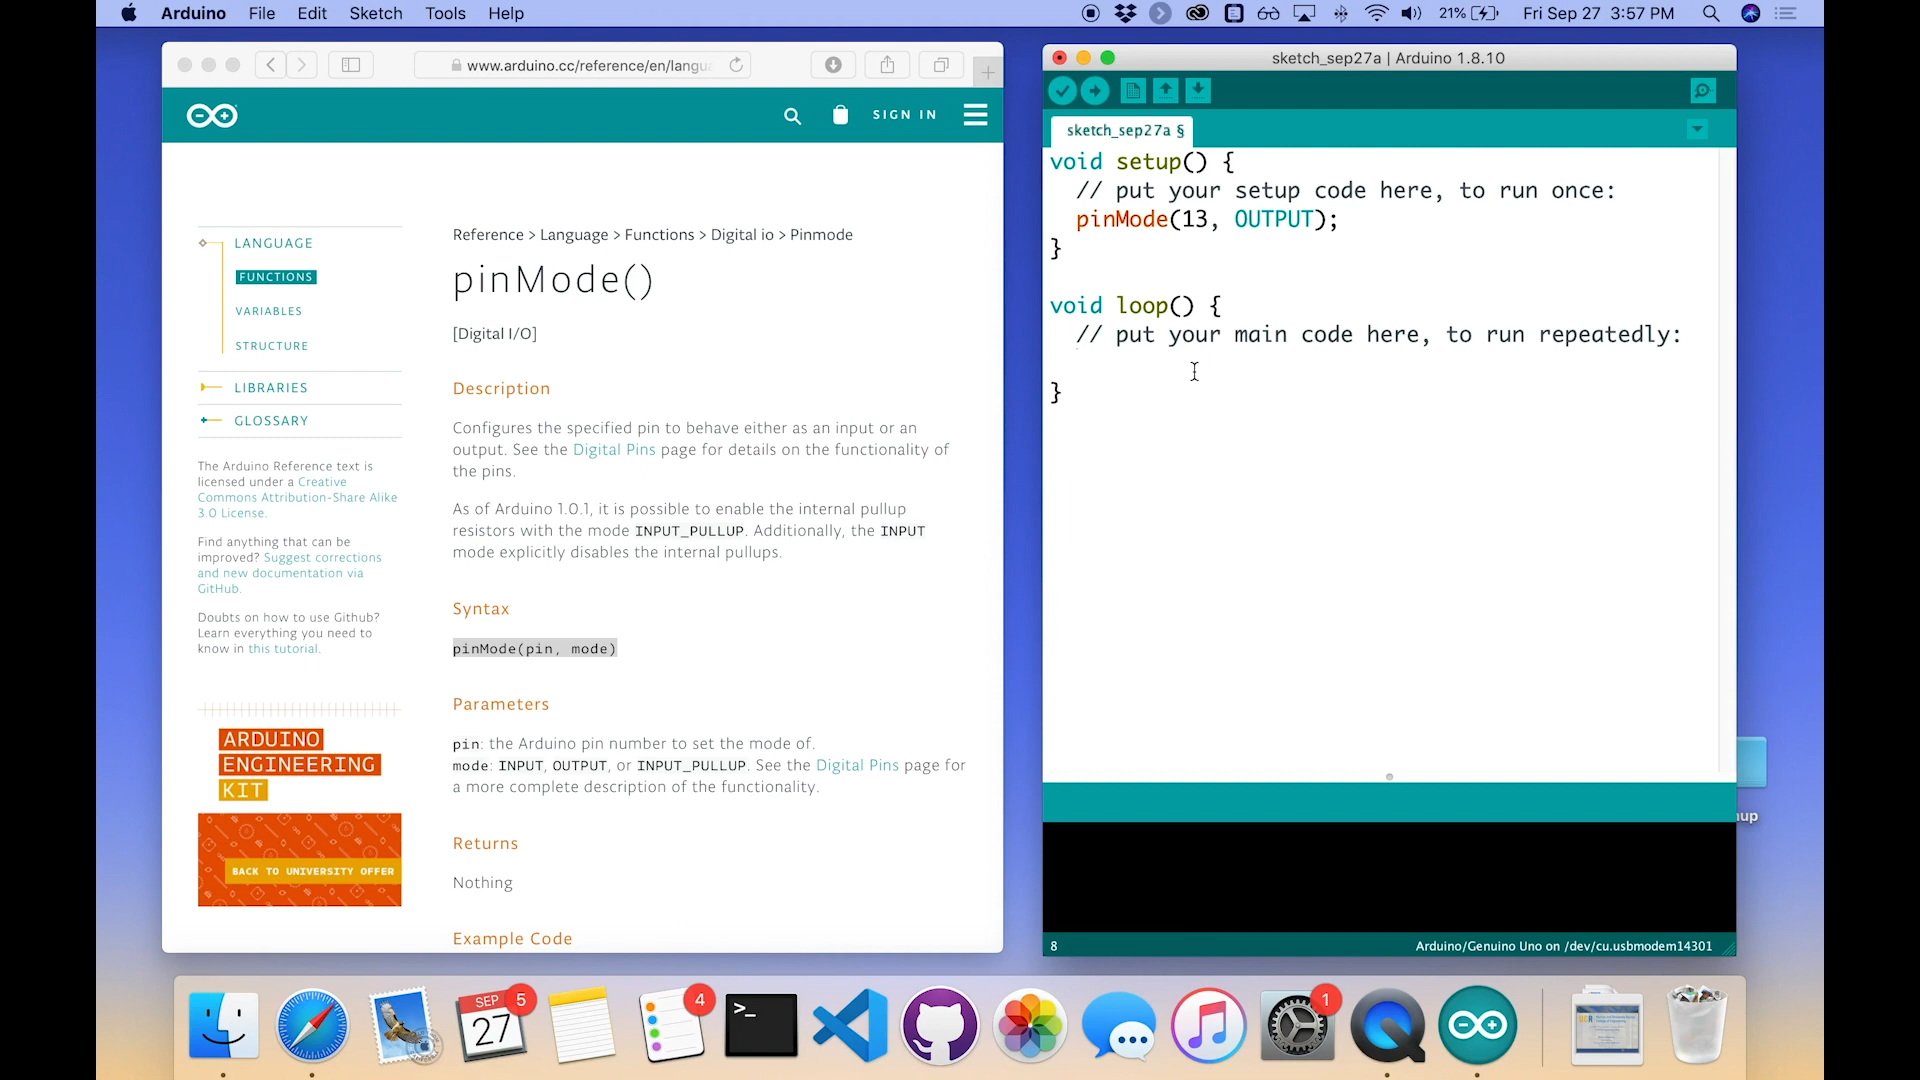 Arduino File Edit Sketch Tools Help
21% Fri Sep 27 3:57 PM
www.arduino.cc/reference/en/langu
SIGN IN
LANGUAGE
FUNCTIONS
VARIABLES
STRUCTURE
LIBRARIES
GLOSSARY
The Arduino Reference text is
licensed under a Creative
Commons Attribution-Share Alike
3.0 License.
Find anything that can be
improved? Suggest corrections
and new documentation via
GitHub.
Doubts on how to use Github?
Learn everything you need to
know in this tutorial.
ARDUINO
ENGINEERING
KIT
BACK TO UNIVERSITY OFFER
Reference > Language > Functions > Digital io > Pinmode
pinMode()
[Digital I/O]
Description
Configures the specified pin to behave either as an input or an
output. See the Digital Pins page for details on the functionality of
the pins.
As of Arduino 1.0.1, it is possible to enable the internal pullup
resistors with the mode INPUT_PULLUP. Additionally, the INPUT
mode explicitly disables the internal pullups.
Syntax
pinMode(pin, mode)
Parameters
pin: the Arduino pin number to set the mode of.
mode: INPUT, OUTPUT, or INPUT_PULLUP. See the Digital Pins page for
a more complete description of the functionality.
Returns
Nothing
Example Code
sketch_sep27a | Arduino 1.8.10
sketch_sep27a §
void setup() {
// put your setup code here, to run once:
pinMode(13, OUTPUT);
}
void loop() {
// put your main code here, to run repeatedly:
}
8
Arduino/Genuino Uno on /dev/cu.usbmodem14301
up
SEP
27
5
4
>_
1